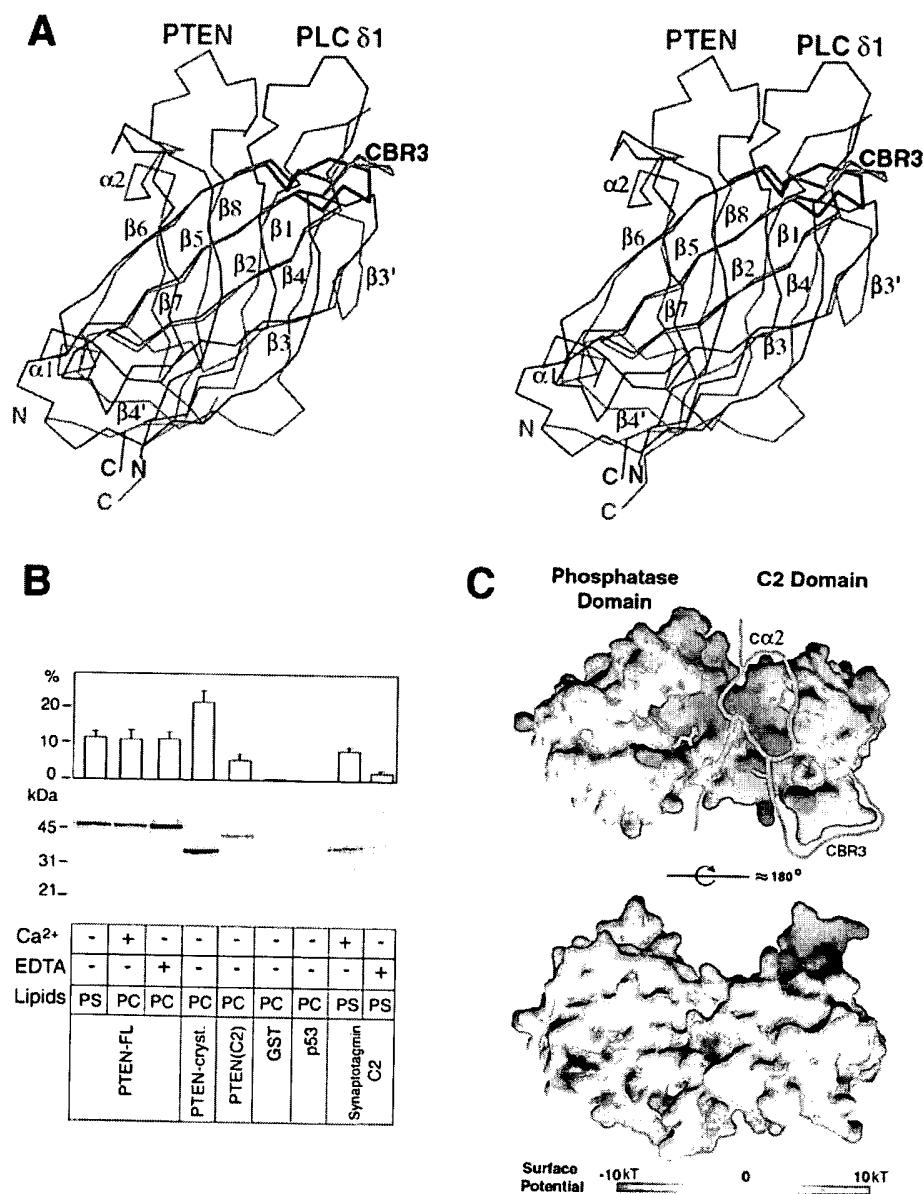 A
PTEN
PLC δ1
CBR3
α2
β8
β6
β5
β1
β2
β4
β3'
β7
β3
α1
β4'
N
C N
C
PTEN
PLC δ1
CBR3
α2
β8
β6
β5
β1
β2
β4
β3'
β7
β3
α1
β4'
N
C N
C
B
%
20
10
0
kDa
45
31
21
Ca2+ - + - - - - - + -
EDTA - - + - - - - - +
Lipids PS PC PC PC PC PC PC PS PS
PTEN-FL
PTEN-cryst.
PTEN(C2)
GST
p53
Synaptotagmin
C2
C
Phosphatase
Domain
C2 Domain
cα2
CBR3
≈ 180°
Surface
Potential
-10kT 0 10kT